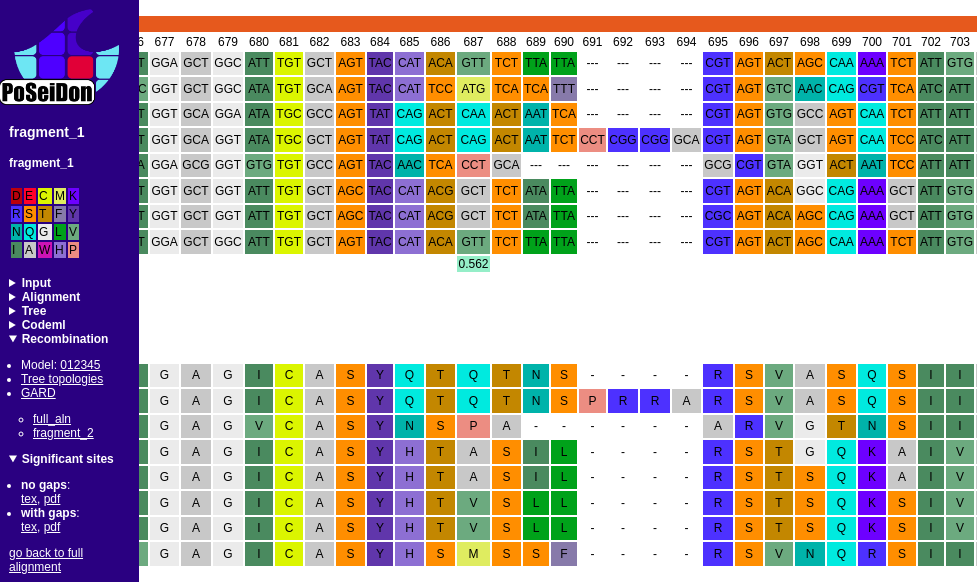 PoSeiDon
fragment_1
fragment_1
D E C M K
R S T F Y
N Q G L V
I A W H P
▶ Input
▶ Alignment
▶ Tree
▶ Codeml
▼ Recombination
• Model: 012345
• Tree topologies
• GARD
◦ full_aln
◦ fragment_2
▼ Significant sites
• no gaps:
tex, pdf
• with gaps:
tex, pdf
go back to full
alignment
6 677 678 679 680 681 682 683 684 685 686 687 688 689 690 691 692 693 694 695 696 697 698 699 700 701 702 703
T GGA GCT GGC ATT TGT GCT AGT TAC CAT ACA GTT TCT TTA TTA --- --- --- --- CGT AGT ACT AGC CAA AAA TCT ATT GTG
C GGT GCT GGC ATA TGT GCA AGT TAC CAT TCC ATG TCA TCA TTT --- --- --- --- CGT AGT GTC AAC CAG CGT TCA ATC ATT
T GGT GCA GGA ATA TGC GCC AGT TAT CAG ACT CAA ACT AAT TCA --- --- --- --- CGT AGT GTG GCC AGT CAA TCT ATT ATT
T GGT GCA GGT ATA TGC GCT AGT TAT CAG ACT CAG ACT AAT TCT CCT CGG CGG GCA CGT AGT GTA GCT AGT CAA TCC ATC ATT
A GGA GCG GGT GTG TGT GCC AGT TAC AAC TCA CCT GCA --- --- --- --- --- --- GCG CGT GTA GGT ACT AAT TCC ATT ATT
T GGT GCT GGT ATT TGT GCT AGC TAC CAT ACG GCT TCT ATA TTA --- --- --- --- CGT AGT ACA GGC CAG AAA GCT ATT GTG
T GGT GCT GGT ATT TGT GCT AGC TAC CAT ACG GCT TCT ATA TTA --- --- --- --- CGC AGT ACA AGC CAG AAA GCT ATT GTG
T GGA GCT GGC ATT TGT GCT AGT TAC CAT ACA GTT TCT TTA TTA --- --- --- --- CGT AGT ACT AGC CAA AAA TCT ATT GTG
0.562
G A G I C A S Y Q T Q T N S - - - - R S V A S Q S I I
G A G I C A S Y Q T Q T N S P R R A R S V A S Q S I I
G A G V C A S Y N S P A - - - - - - A R V G T N S I I
G A G I C A S Y H T A S I L - - - - R S T G Q K A I V
G A G I C A S Y H T A S I L - - - - R S T S Q K A I V
G A G I C A S Y H T V S L L - - - - R S T S Q K S I V
G A G I C A S Y H T V S L L - - - - R S T S Q K S I V
G A G I C A S Y H S M S S F - - - - R S V N Q R S I I